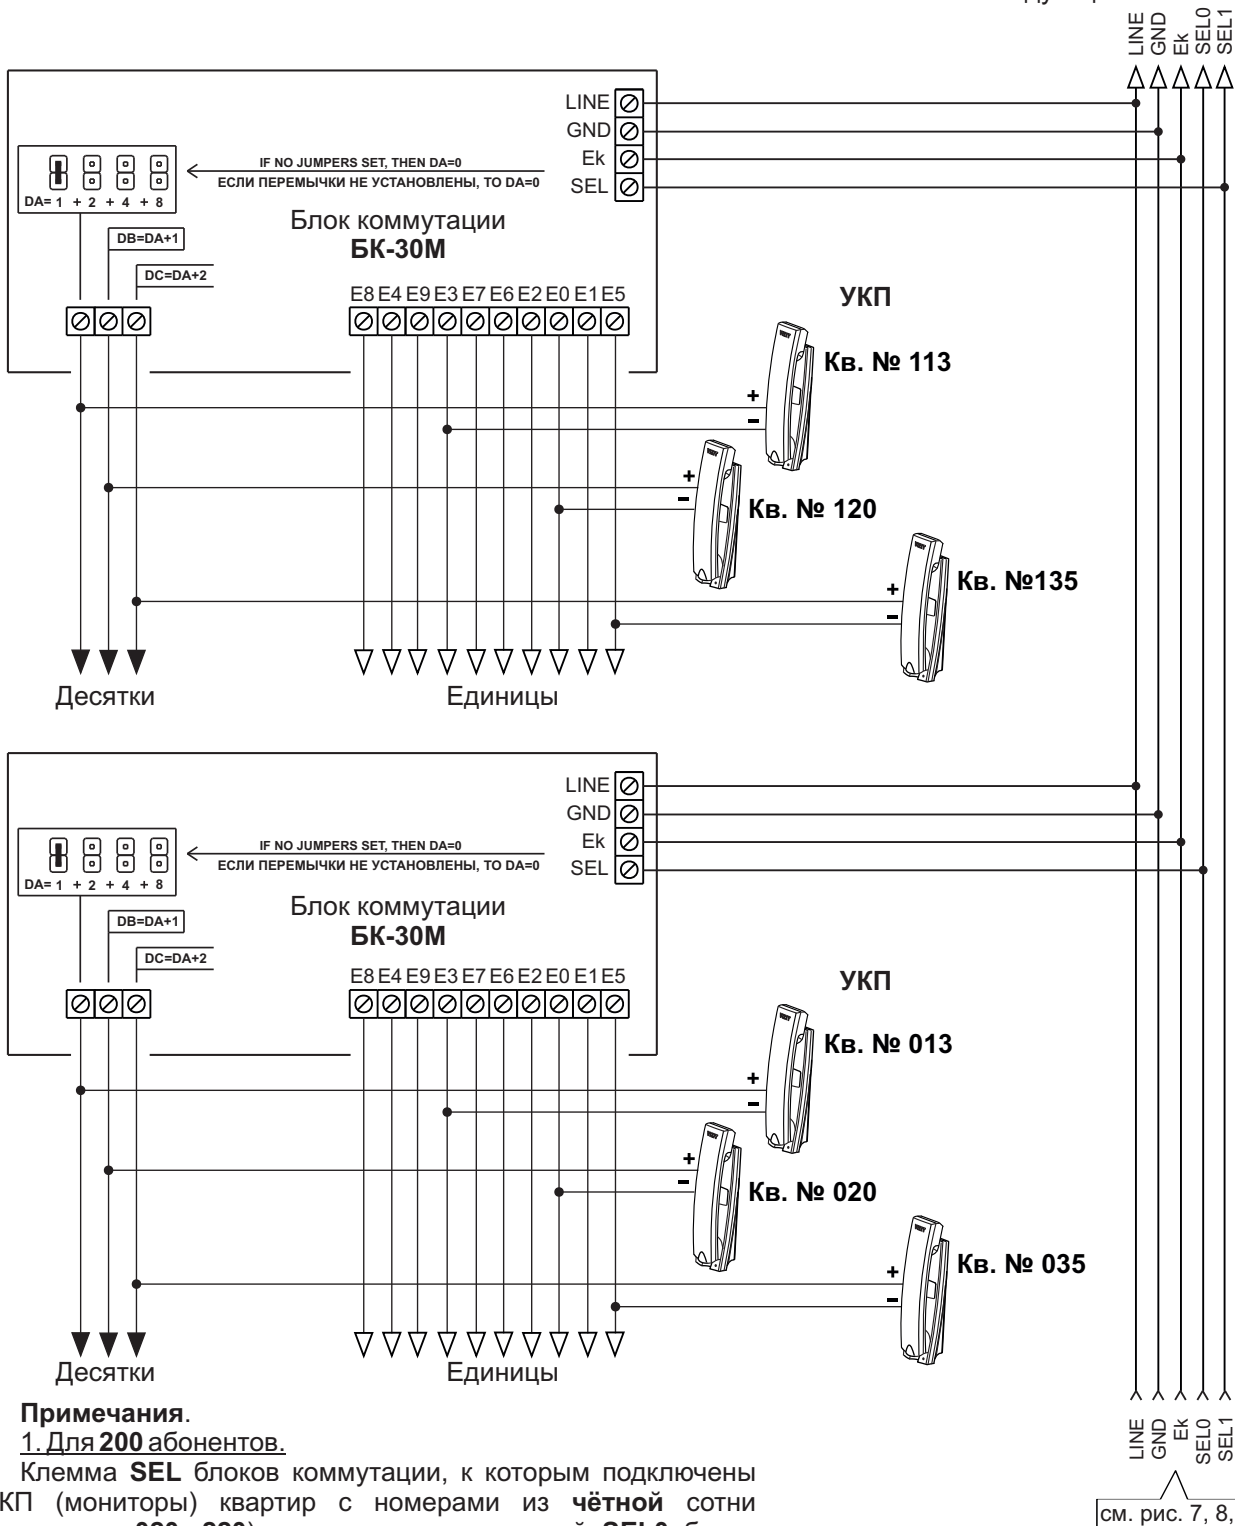 LINE
GND
Ek
SEL0
SEL1
LINE
GND
Ek
SEL
IF NO JUMPERS SET, THEN DA=0
ЕСЛИ ПЕРЕМЫЧКИ НЕ УСТАНОВЛЕНЫ, ТО DA=0
DA= 1 + 2 + 4 + 8
Блок коммутации
БК-30М
DB=DA+1
DC=DA+2
E8 E4 E9 E3 E7 E6 E2 E0 E1 E5
УКП
Кв. № 113
+
–
+
–
Кв. № 120
Кв. №135
+
–
Десятки
Единицы
LINE
GND
Ek
SEL
IF NO JUMPERS SET, THEN DA=0
ЕСЛИ ПЕРЕМЫЧКИ НЕ УСТАНОВЛЕНЫ, ТО DA=0
DA= 1 + 2 + 4 + 8
Блок коммутации
БК-30М
DB=DA+1
DC=DA+2
E8 E4 E9 E3 E7 E6 E2 E0 E1 E5
УКП
Кв. № 013
+
–
+
–
Кв. № 020
Кв. № 035
+
–
Десятки
Единицы
LINE
GND
Ek
SEL0
SEL1
см. рис. 7, 8,
Примечания.
1. Для 200 абонентов.
Клемма SEL блоков коммутации, к которым подключены
КП (мониторы) квартир с номерами из чётной сотни